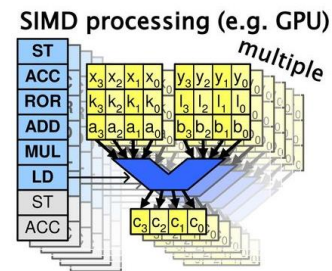 SIMD processing (e.g. GPU)
multiple
ST
ACC
ROR
ADD
MUL
LD
ST
ACC
x3 x2 x1 x0
k3 k2 k1 k0
a3 a2 a1 a0
y3 y2 y1 y0
l3 l2 l1 l0
b3 b2 b1 b0
c3 c2 c1 c0